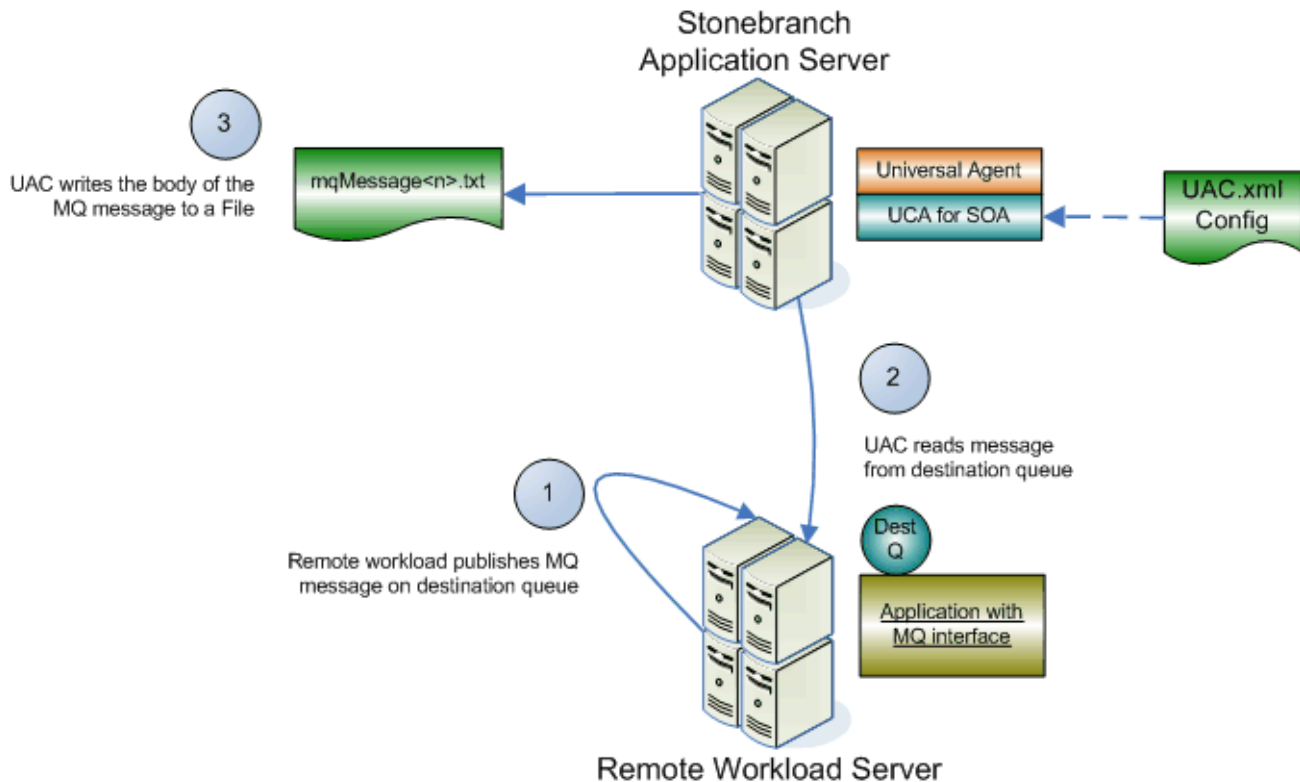 Stonebranch
Application Server
3
UAC writes the body of the
MQ message to a File
mqMessage<n>.txt
Universal Agent
UCA for SOA
UAC.xml
Config
2
UAC reads message
from destination queue
1
Remote workload publishes MQ
message on destination queue
Dest
Q
Application with
MQ interface
Remote Workload Server